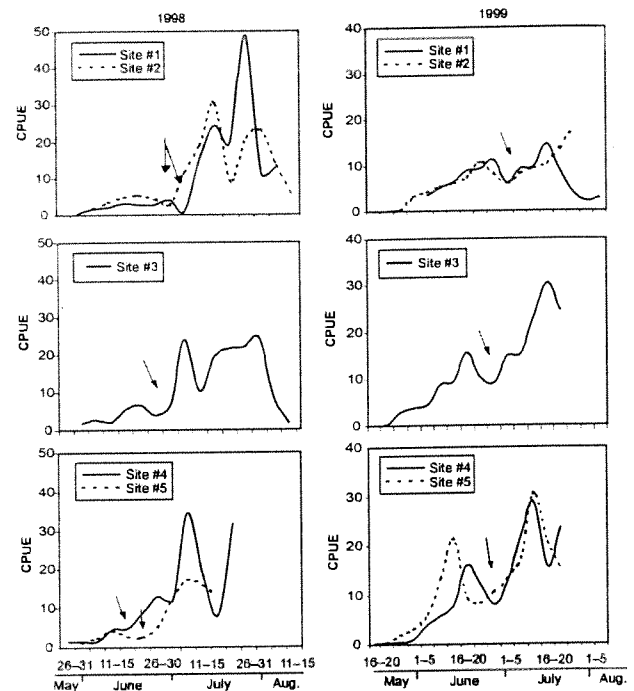 1998
1999
50
40
30
20
10
0
CPUE
Site #1
Site #2
40
30
20
10
0
CPUE
Site #1
Site #2
50
40
30
20
10
0
CPUE
Site #3
40
30
20
10
0
CPUE
Site #3
50
40
30
20
10
0
CPUE
Site #4
Site #5
40
30
20
10
0
CPUE
Site #4
Site #5
26–31 11–15 26–30 11–15 26–31 11–15
May June July Aug.
16–20 1–5 16–20 1–5 16–20 1–5
May June July Aug.